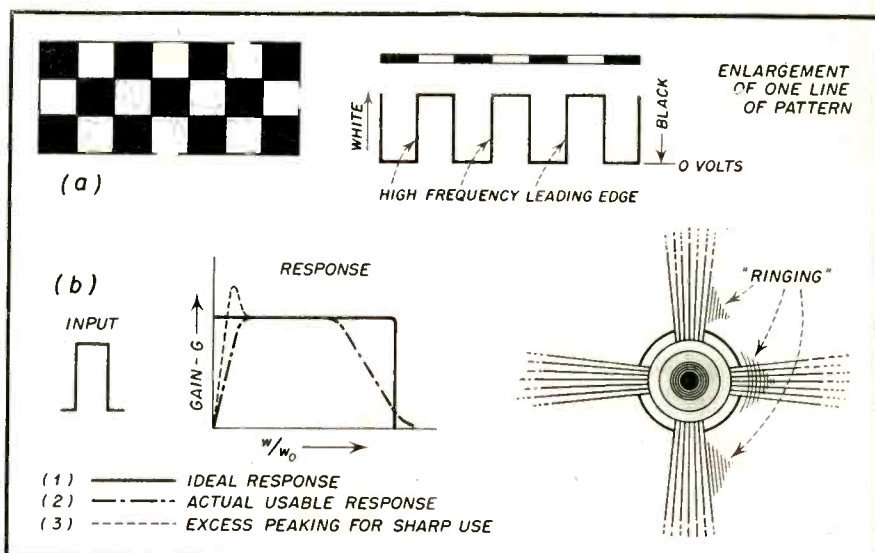 ENLARGEMENT
OF ONE LINE
OF PATTERN
WHITE
BLACK
0 VOLTS
(a)
HIGH FREQUENCY LEADING EDGE
(b)
INPUT
RESPONSE
GAIN - G
w/w₀
"RINGING"
(1) IDEAL RESPONSE
(2) ACTUAL USABLE RESPONSE
(3) EXCESS PEAKING FOR SHARP USE